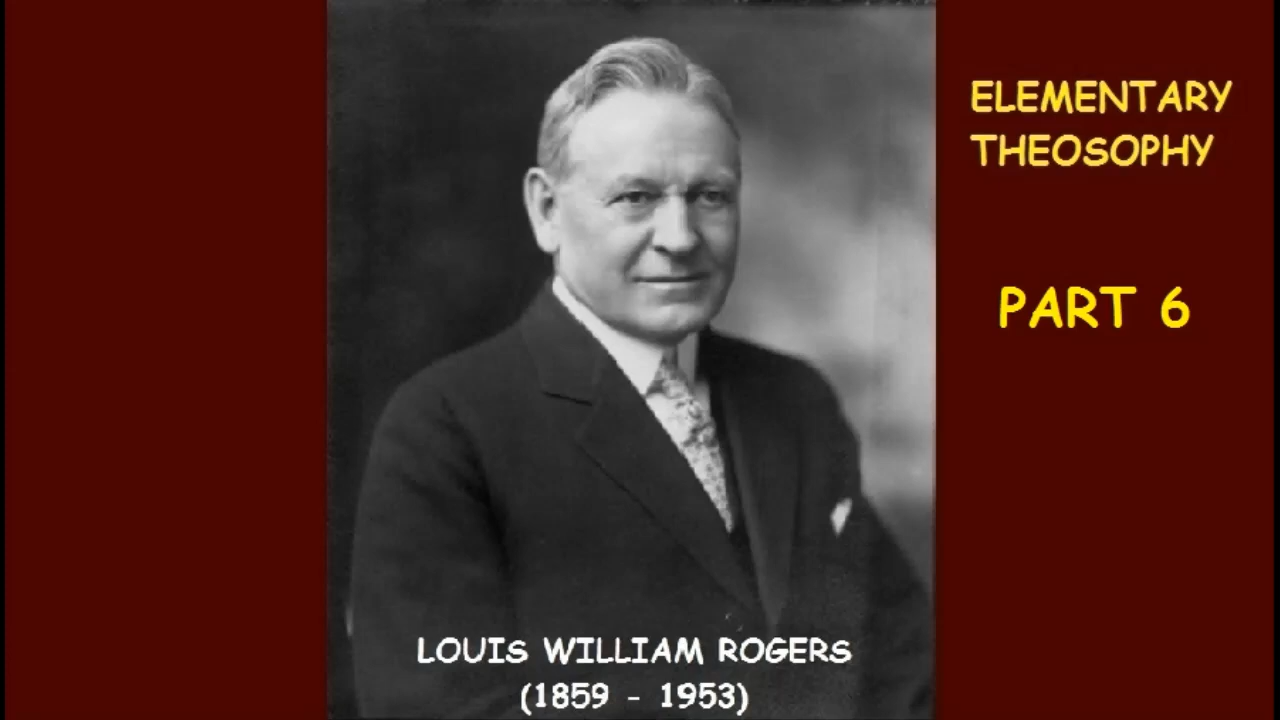 ELEMENTARY
THEOSOPHY
PART 6
LOUIS WILLIAM ROGERS
(1859 - 1953)